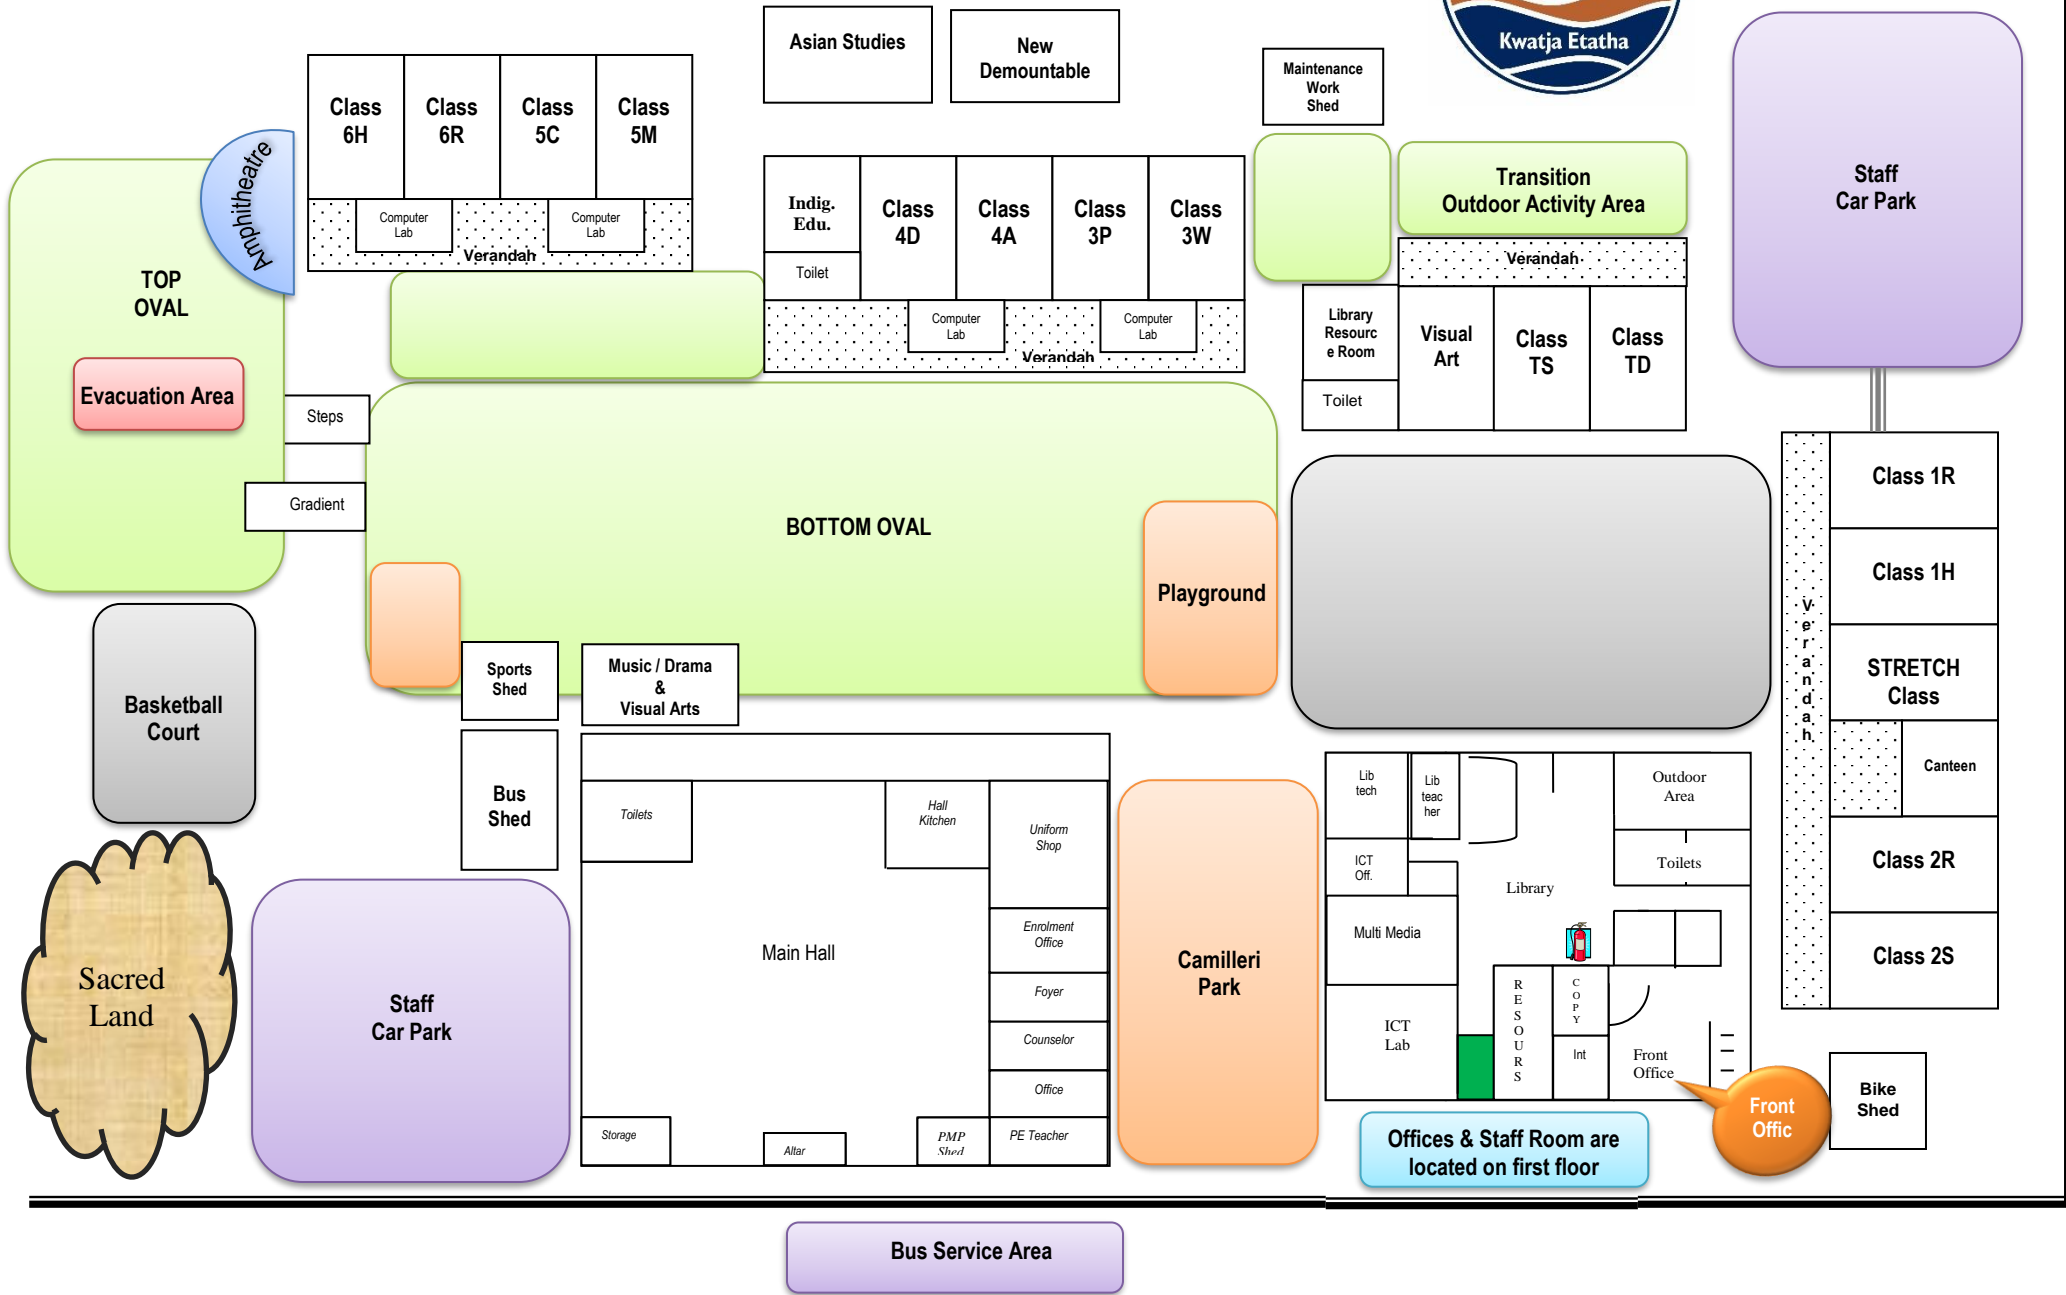 Asian Studies
New
Demountable
Kwatja Etatha
Maintenance
Work
Shed
Staff
Car Park
Class
6H
Class
6R
Class
5C
Class
5M
Computer
Lab
Computer
Lab
Verandah
Amphitheatre
TOP
OVAL
Evacuation Area
Steps
Gradient
Indig.
Edu.
Toilet
Class
4D
Class
4A
Class
3P
Class
3W
Computer
Lab
Computer
Lab
Verandah
Transition
Outdoor Activity Area
Verandah
Library
Resourc
e Room
Toilet
Visual
Art
Class
TS
Class
TD
BOTTOM OVAL
Playground
Class 1R
Class 1H
STRETCH
Class
Canteen
Class 2R
Class 2S
Verandah
Basketball
Court
Sports
Shed
Music / Drama
&
Visual Arts
Bus
Shed
Toilets
Hall
Kitchen
Uniform
Shop
Enrolment
Office
Foyer
Counselor
Office
PE Teacher
Main Hall
Storage
Altar
PMP
Shed
Camilleri
Park
Lib
tech
Lib
teac
her
Outdoor
Area
ICT
Off.
Toilets
Library
Multi Media
ICT
Lab
RESOURS
COPY
Int
Front
Office
Front
Offic
Bike
Shed
Sacred
Land
Staff
Car Park
Offices & Staff Room are
located on first floor
Bus Service Area